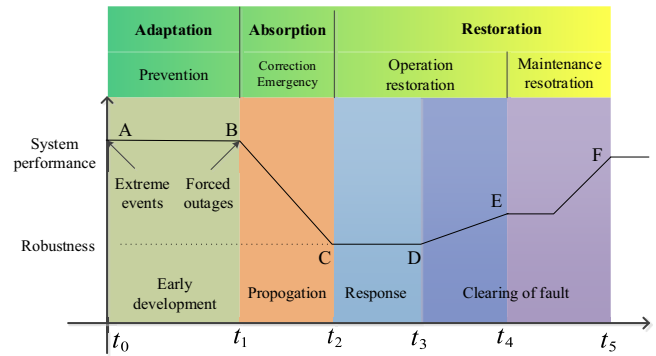 Adaptation
Absorption
Restoration
Prevention
Correction
Emergency
Operation
restoration
Maintenance
resotration
System
performance
A
B
F
Extreme
events
Forced
outages
E
Robustness
C
D
Early
development
Propogation
Response
Clearing of fault
t0
t1
t2
t3
t4
t5